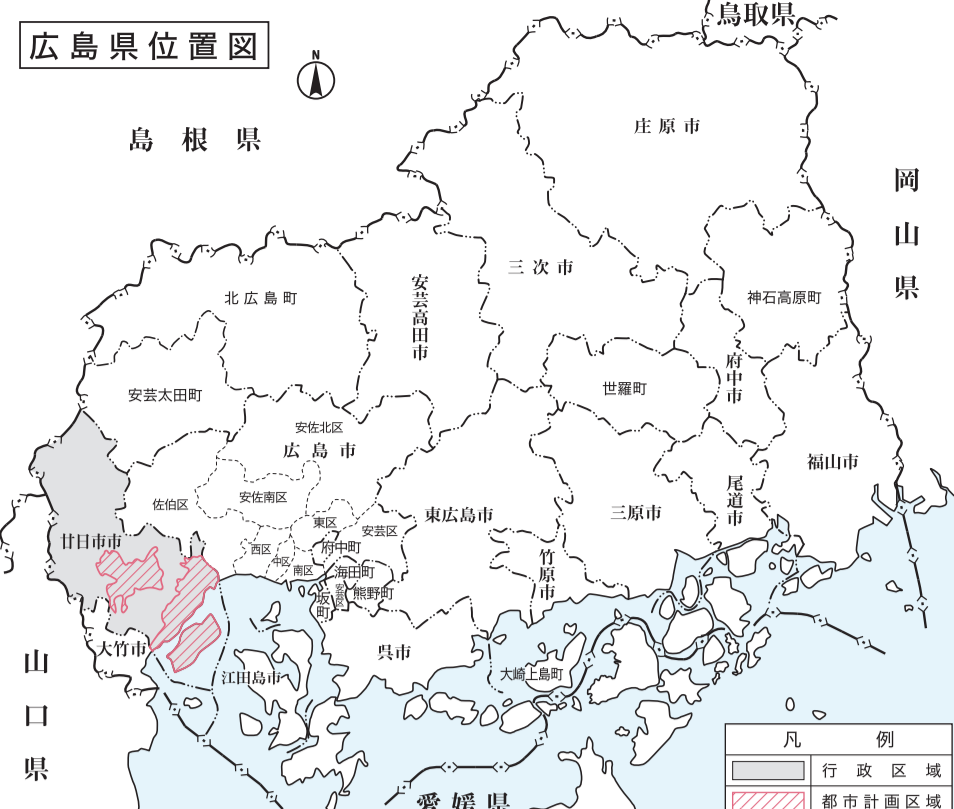 広島県位置図
N
鳥取県
島根県
庄原市
岡山県
三次市
安芸高田市
北広島町
神石高原町
府中市
世羅町
安芸太田町
安佐北区
広島市
福山市
尾道市
安佐南区
佐伯区
東広島市
三原市
東区
安芸区
廿日市市
西区
府中町
中区
南区
海田町
竹原市
坂町
安芸区
熊野町
大竹市
呉市
山口県
江田島市
大崎上島町
愛媛県
凡例
行政区域
都市計画区域